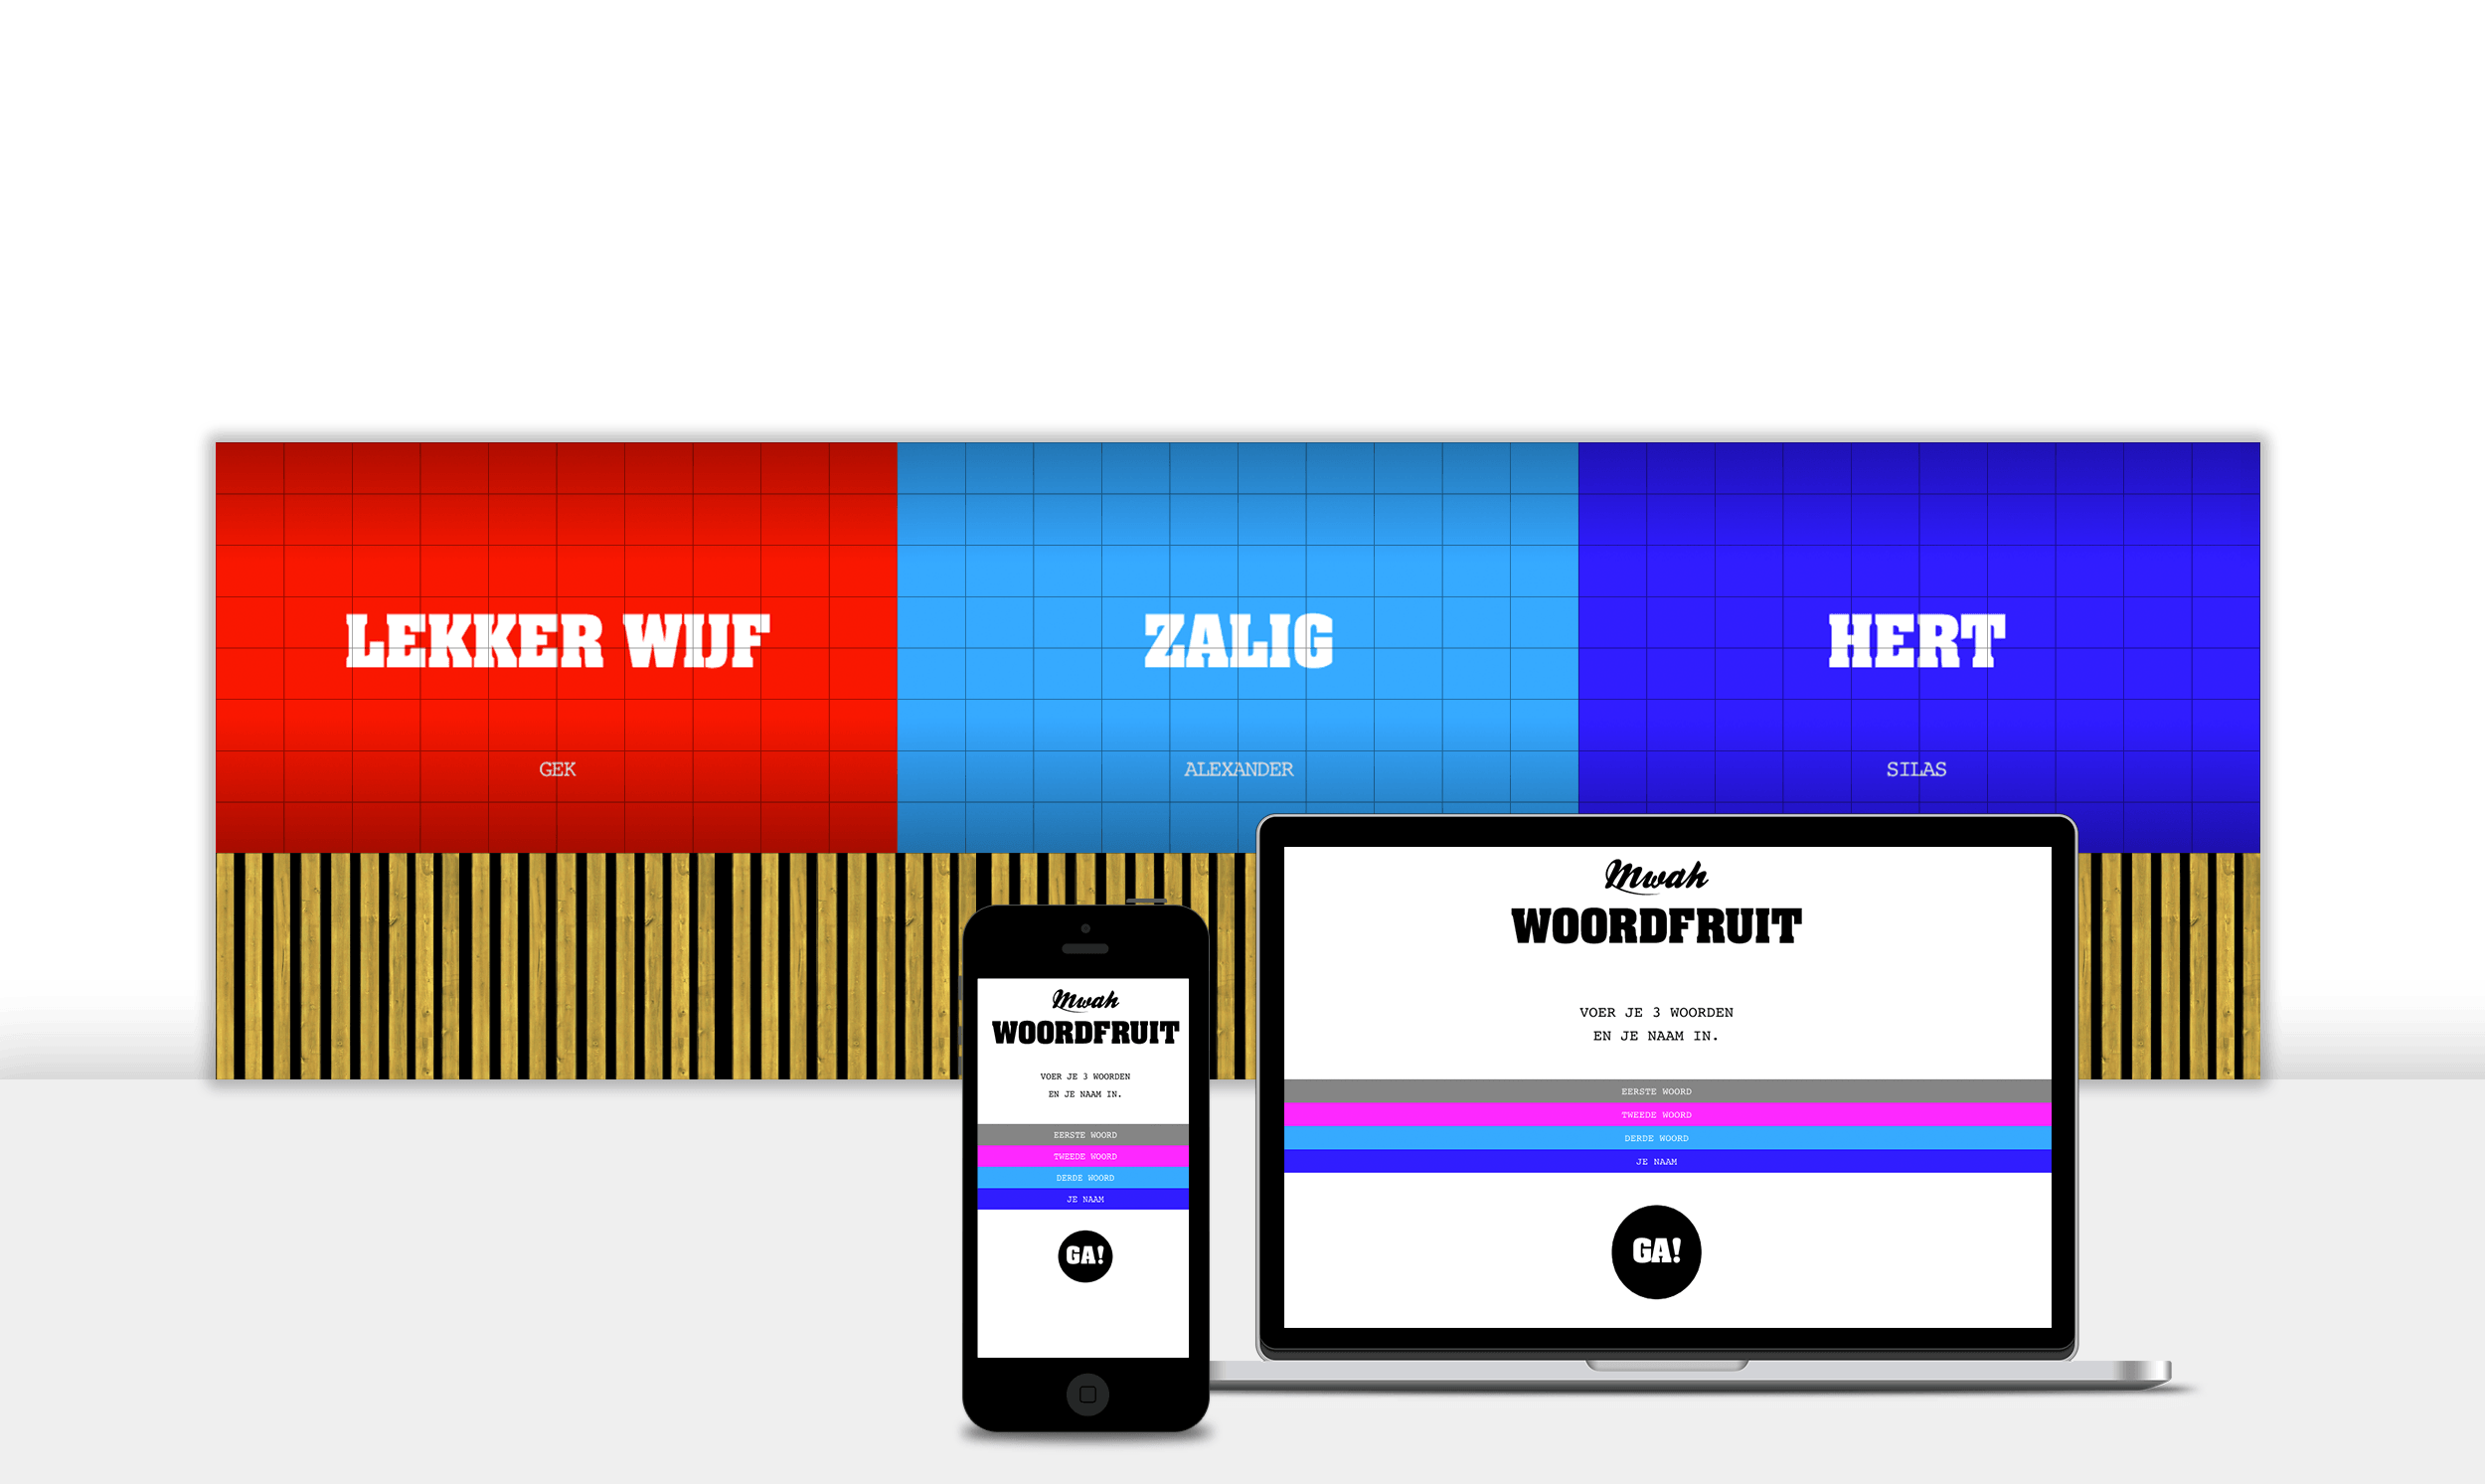 LEKKER WIJF
ZALIG
HERT
GEK
ALEXANDER
SILAS
Mwah
WOORDFRUIT
VOER JE 3 WOORDEN
EN JE NAAM IN.
EERSTE WOORD
TWEEDE WOORD
DERDE WOORD
JE NAAM
GA!
Mwah
WOORDFRUIT
VOER JE 3 WOORDEN
EN JE NAAM IN.
EERSTE WOORD
TWEEDE WOORD
DERDE WOORD
JE NAAM
GA!